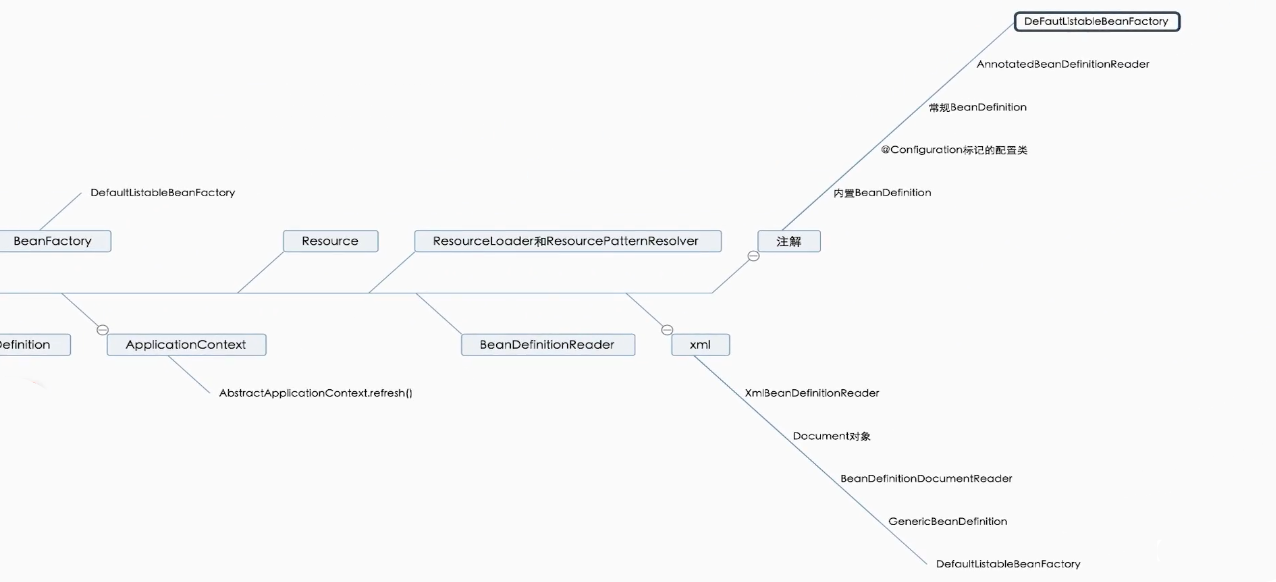 DeFautListableBeanFactory
AnnotatedBeanDefinitionReader
常规BeanDefinition
@Configuration标记的配置类
内置BeanDefinition
DefaultListableBeanFactory
BeanFactory
Resource
ResourceLoader和ResourcePatternResolver
注解
Definition
ApplicationContext
BeanDefinitionReader
xml
AbstractApplicationContext.refresh()
XmlBeanDefinitionReader
Document对象
BeanDefinitionDocumentReader
GenericBeanDefinition
DefaultListableBeanFactory